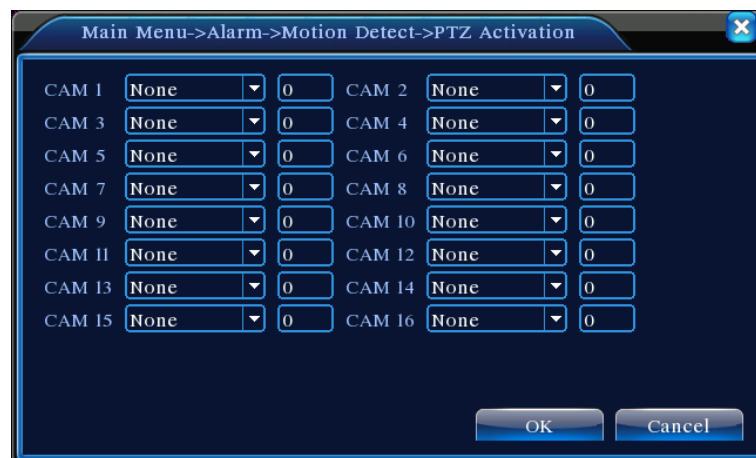 Main Menu->Alarm->Motion Detect->PTZ Activation
CAM 1 None 0 CAM 2 None 0
CAM 3 None 0 CAM 4 None 0
CAM 5 None 0 CAM 6 None 0
CAM 7 None 0 CAM 8 None 0
CAM 9 None 0 CAM 10 None 0
CAM 11 None 0 CAM 12 None 0
CAM 13 None 0 CAM 14 None 0
CAM 15 None 0 CAM 16 None 0
OK Cancel